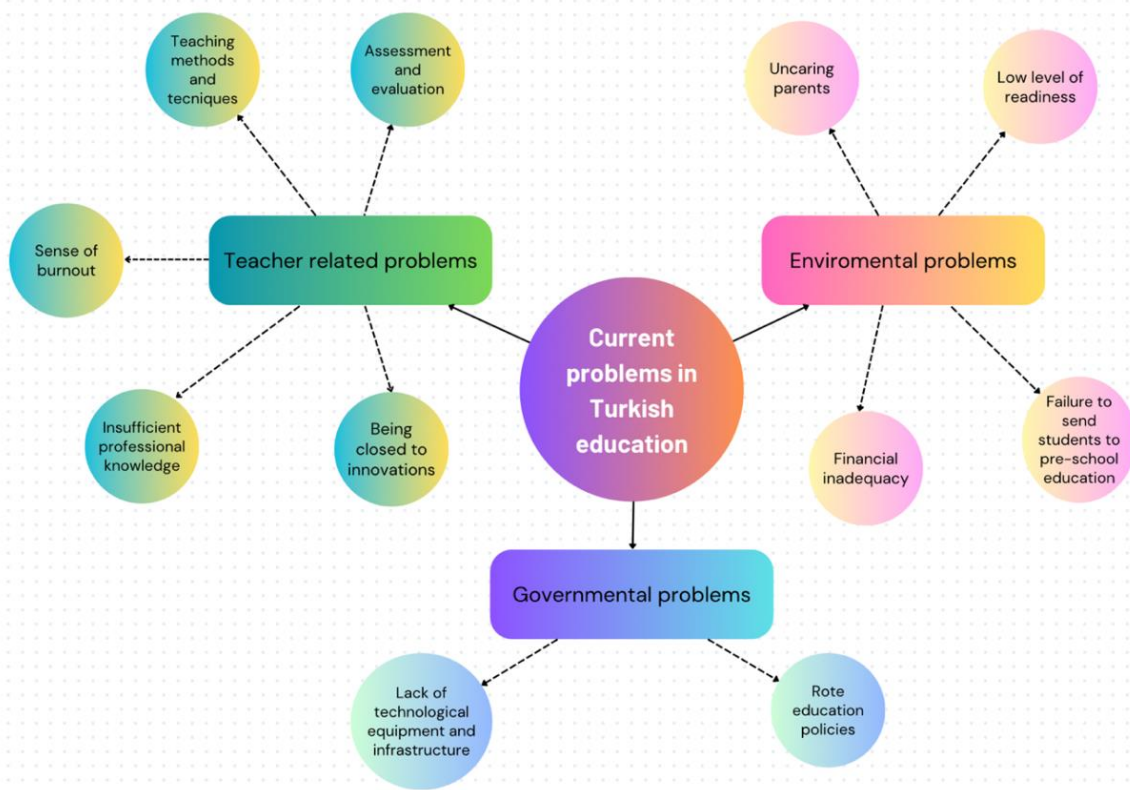 Teaching
methods
and
tecniques
Assessment
and
evaluation
Uncaring
parents
Low level of
readiness
Sense of
burnout
Teacher related problems
Enviromental problems
Current
problems in
Turkish
education
Insufficient
professional
knowledge
Being
closed to
innovations
Financial
inadequacy
Failure to
send
students to
pre-school
education
Governmental problems
Lack of
technological
equipment and
infrastructure
Rote
education
policies